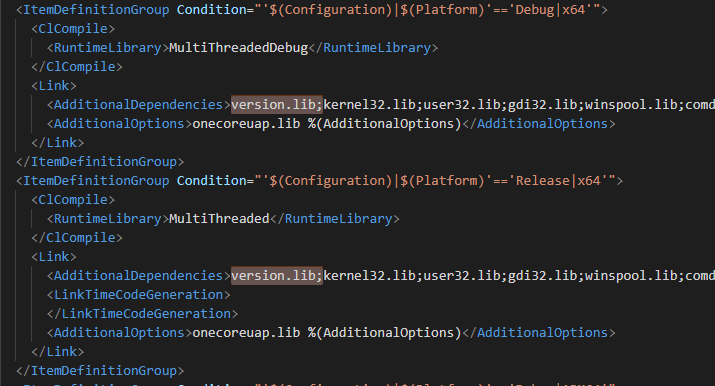 <ItemDefinitionGroup Condition="'$(Configuration)|$(Platform)'=='Debug|x64'">
<ClCompile>
<RuntimeLibrary>MultiThreadedDebug</RuntimeLibrary>
</ClCompile>
<Link>
<AdditionalDependencies>version.lib;kernel32.lib;user32.lib;gdi32.lib;winspool.lib;comd
<AdditionalOptions>onecoreuap.lib %(AdditionalOptions)</AdditionalOptions>
</Link>
</ItemDefinitionGroup>
<ItemDefinitionGroup Condition="'$(Configuration)|$(Platform)'=='Release|x64'">
<ClCompile>
<RuntimeLibrary>MultiThreaded</RuntimeLibrary>
</ClCompile>
<Link>
<AdditionalDependencies>version.lib;kernel32.lib;user32.lib;gdi32.lib;winspool.lib;comd
<LinkTimeCodeGeneration>
</LinkTimeCodeGeneration>
<AdditionalOptions>onecoreuap.lib %(AdditionalOptions)</AdditionalOptions>
</Link>
</ItemDefinitionGroup>